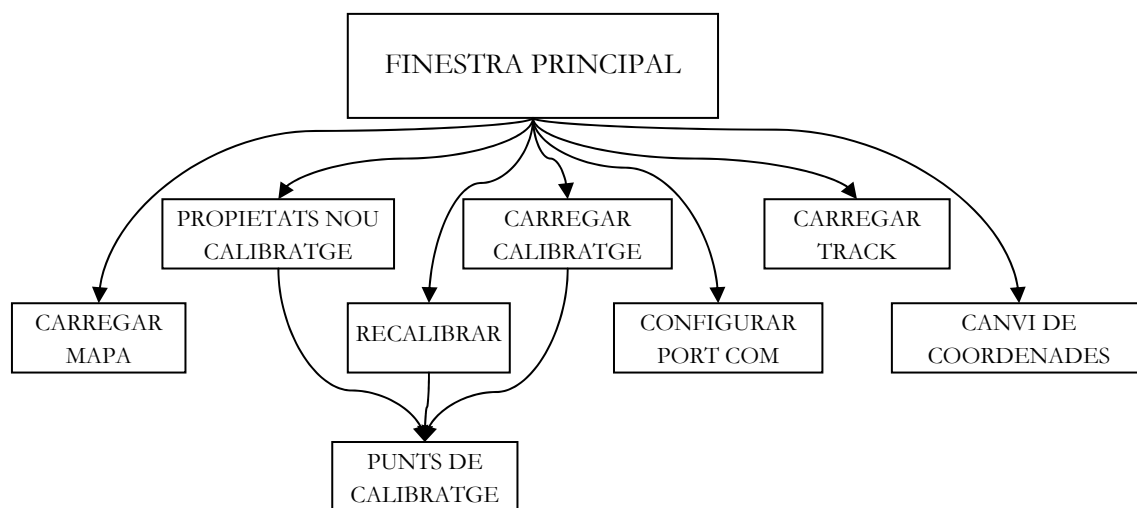 FINESTRA PRINCIPAL
PROPIETATS NOU
CALIBRATGE
CARREGAR
CALIBRATGE
CARREGAR
TRACK
CARREGAR
MAPA
RECALIBRAR
CONFIGURAR
PORT COM
CANVI DE
COORDENADES
PUNTS DE
CALIBRATGE